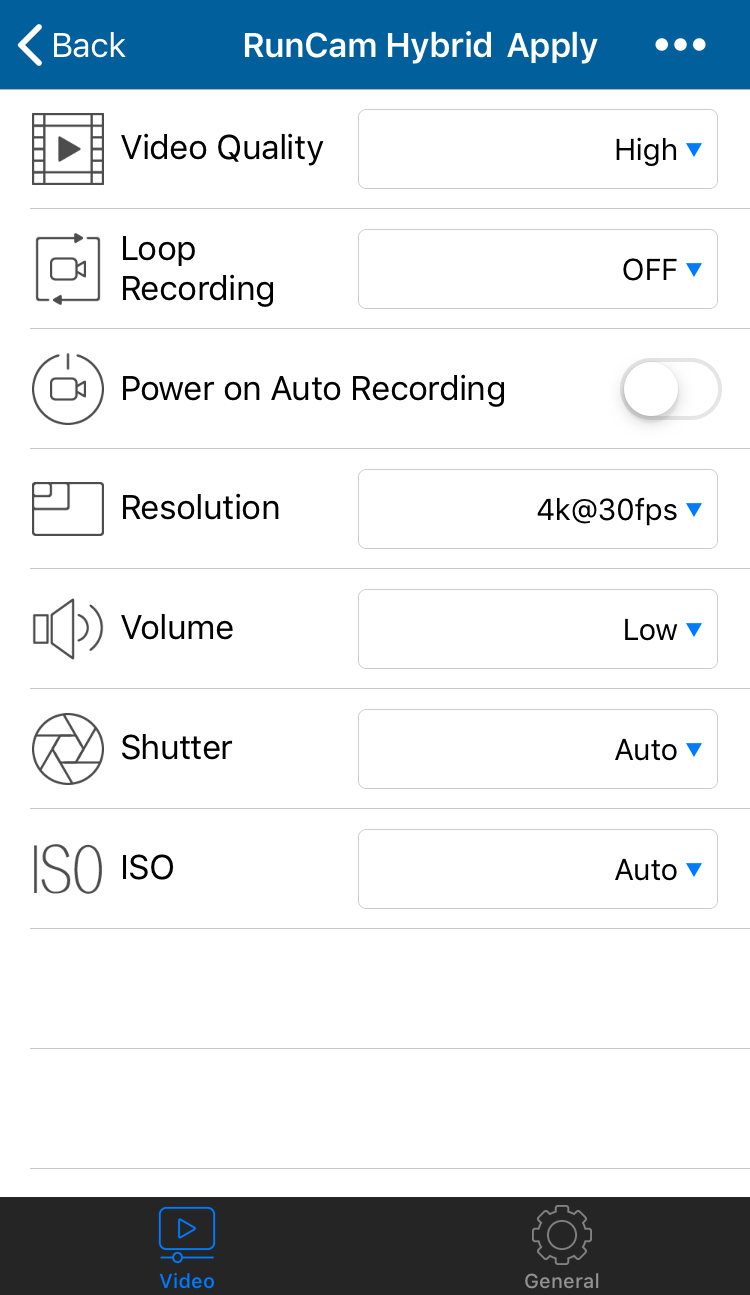 Back RunCam Hybrid Apply •••
Video Quality High ▼
Loop
Recording OFF ▼
Power on Auto Recording
Resolution 4k@30fps ▼
Volume Low ▼
Shutter Auto ▼
ISO ISO Auto ▼
Video General